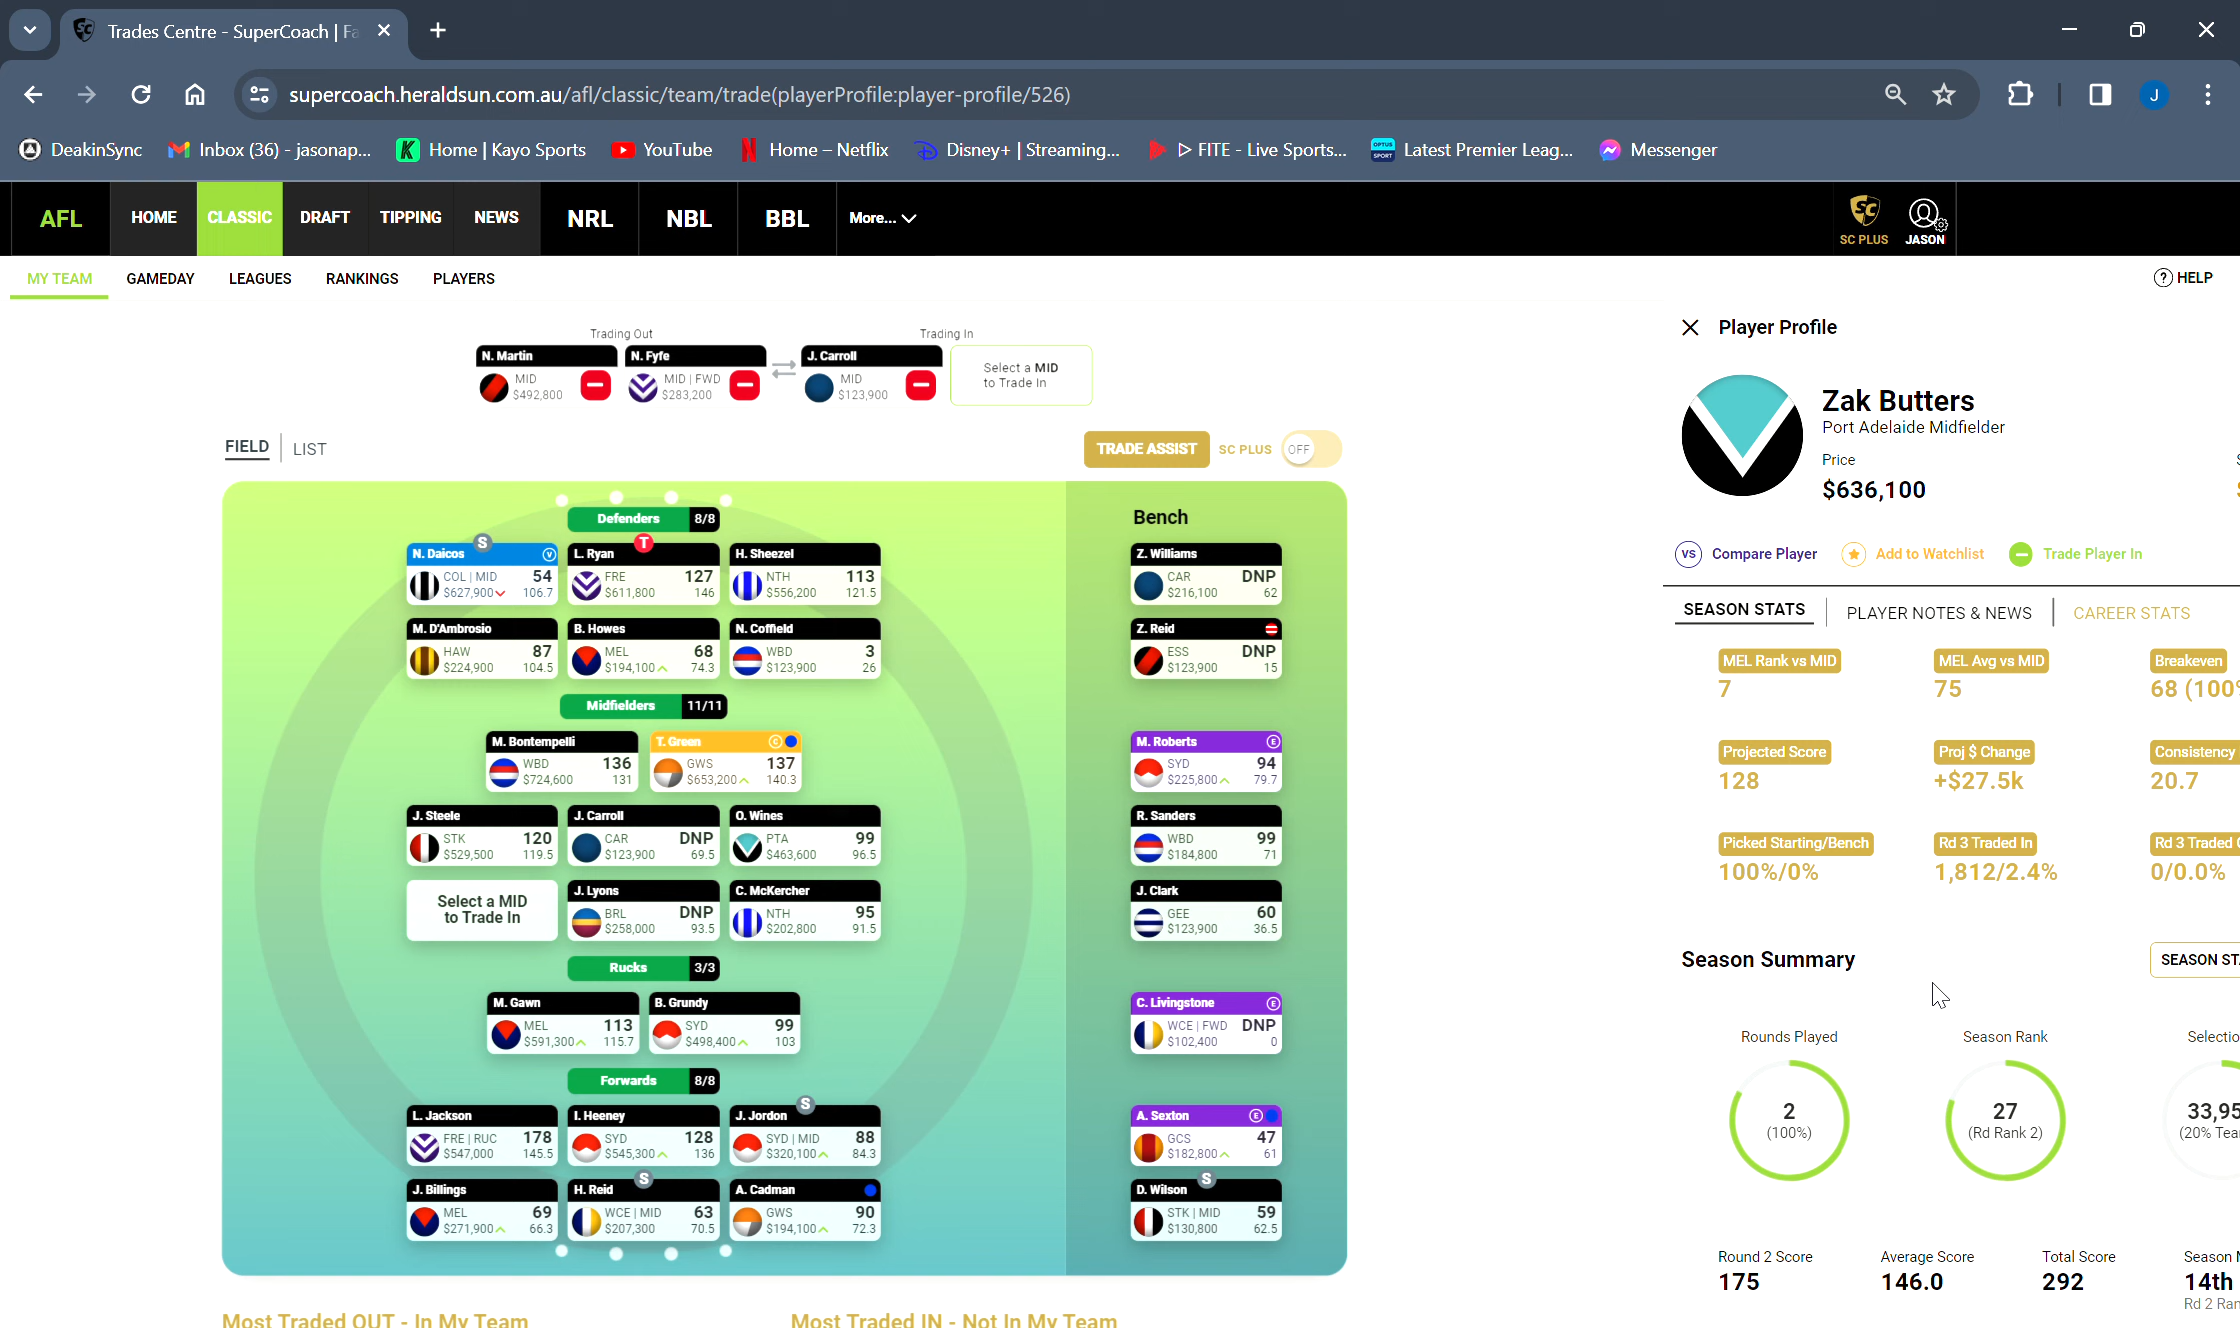 Trades Centre - SuperCoach | Fa
supercoach.heraldsun.com.au/afl/classic/team/trade(playerProfile:player-profile/526)
J
DeakinSync Inbox (36) - jasonap... Home | Kayo Sports YouTube Home – Netflix Disney+ | Streaming... ▷ FITE - Live Sports... Latest Premier Leag... Messenger
AFL HOME CLASSIC DRAFT TIPPING NEWS NRL NBL BBL More... SC PLUS JASON
MY TEAM GAMEDAY LEAGUES RANKINGS PLAYERS ? HELP
Trading Out Trading In
N. Martin N. Fyfe J. Carroll
MID MID | FWD MID
$492,800 $283,200 $123,900
Select a MID
to Trade In
FIELD LIST
TRADE ASSIST SC PLUS OFF
Defenders 8/8 Bench
N. Daicos S V L. Ryan T H. Sheezel Z. Williams
COL | MID 54 FRE 127 NTH 113 CAR DNP
$627,900 106.7 $611,800 146 $556,200 121.5 $216,100 62
M. D'Ambrosio B. Howes N. Coffield Z. Reid
HAW 87 MEL 68 WBD 3 ESS DNP
$224,900 104.5 $194,100 74.3 $123,900 26 $123,900 15
Midfielders 11/11
M. Bontempelli T. Green C M. Roberts E
WBD 136 GWS 137 SYD 94
$724,600 131 $653,200 140.3 $225,800 79.7
J. Steele J. Carroll O. Wines R. Sanders
STK 120 CAR DNP PTA 99 WBD 99
$529,500 119.5 $123,900 69.5 $463,600 96.5 $184,800 71
Select a MID
to Trade In
J. Lyons C. McKercher J. Clark
BRL DNP NTH 95 GEE 60
$258,000 93.5 $202,800 91.5 $123,900 36.5
Rucks 3/3
M. Gawn B. Grundy C. Livingstone E
MEL 113 SYD 99 WCE | FWD DNP
$591,300 115.7 $498,400 103 $102,400 0
Forwards 8/8
L. Jackson I. Heeney J. Jordon S A. Sexton E
FRE | RUC 178 SYD 128 SYD | MID 88 GCS 47
$547,000 145.5 $545,300 136 $320,100 84.3 $182,800 61
J. Billings H. Reid S A. Cadman D. Wilson S
MEL 69 WCE | MID 63 GWS 90 STK | MID 59
$271,900 66.3 $207,300 70.5 $194,100 72.3 $130,800 62.5
Most Traded OUT - In My Team Most Traded IN - Not In My Team
Player Profile
Zak Butters
Port Adelaide Midfielder
Price
$636,100
VS Compare Player Add to Watchlist Trade Player In
SEASON STATS PLAYER NOTES & NEWS CAREER STATS
MEL Rank vs MID MEL Avg vs MID Breakeven
7 75 68 (100%
Projected Score Proj $ Change Consistency
128 +$27.5k 20.7
Picked Starting/Bench Rd 3 Traded In Rd 3 Traded
100%/0% 1,812/2.4% 0/0.0%
Season Summary SEASON ST
Rounds Played Season Rank Selectio
2 27 33,95
(100%) (Rd Rank 2) (20% Tea
Round 2 Score Average Score Total Score Season
175 146.0 292 14th
Rd 2 Ran